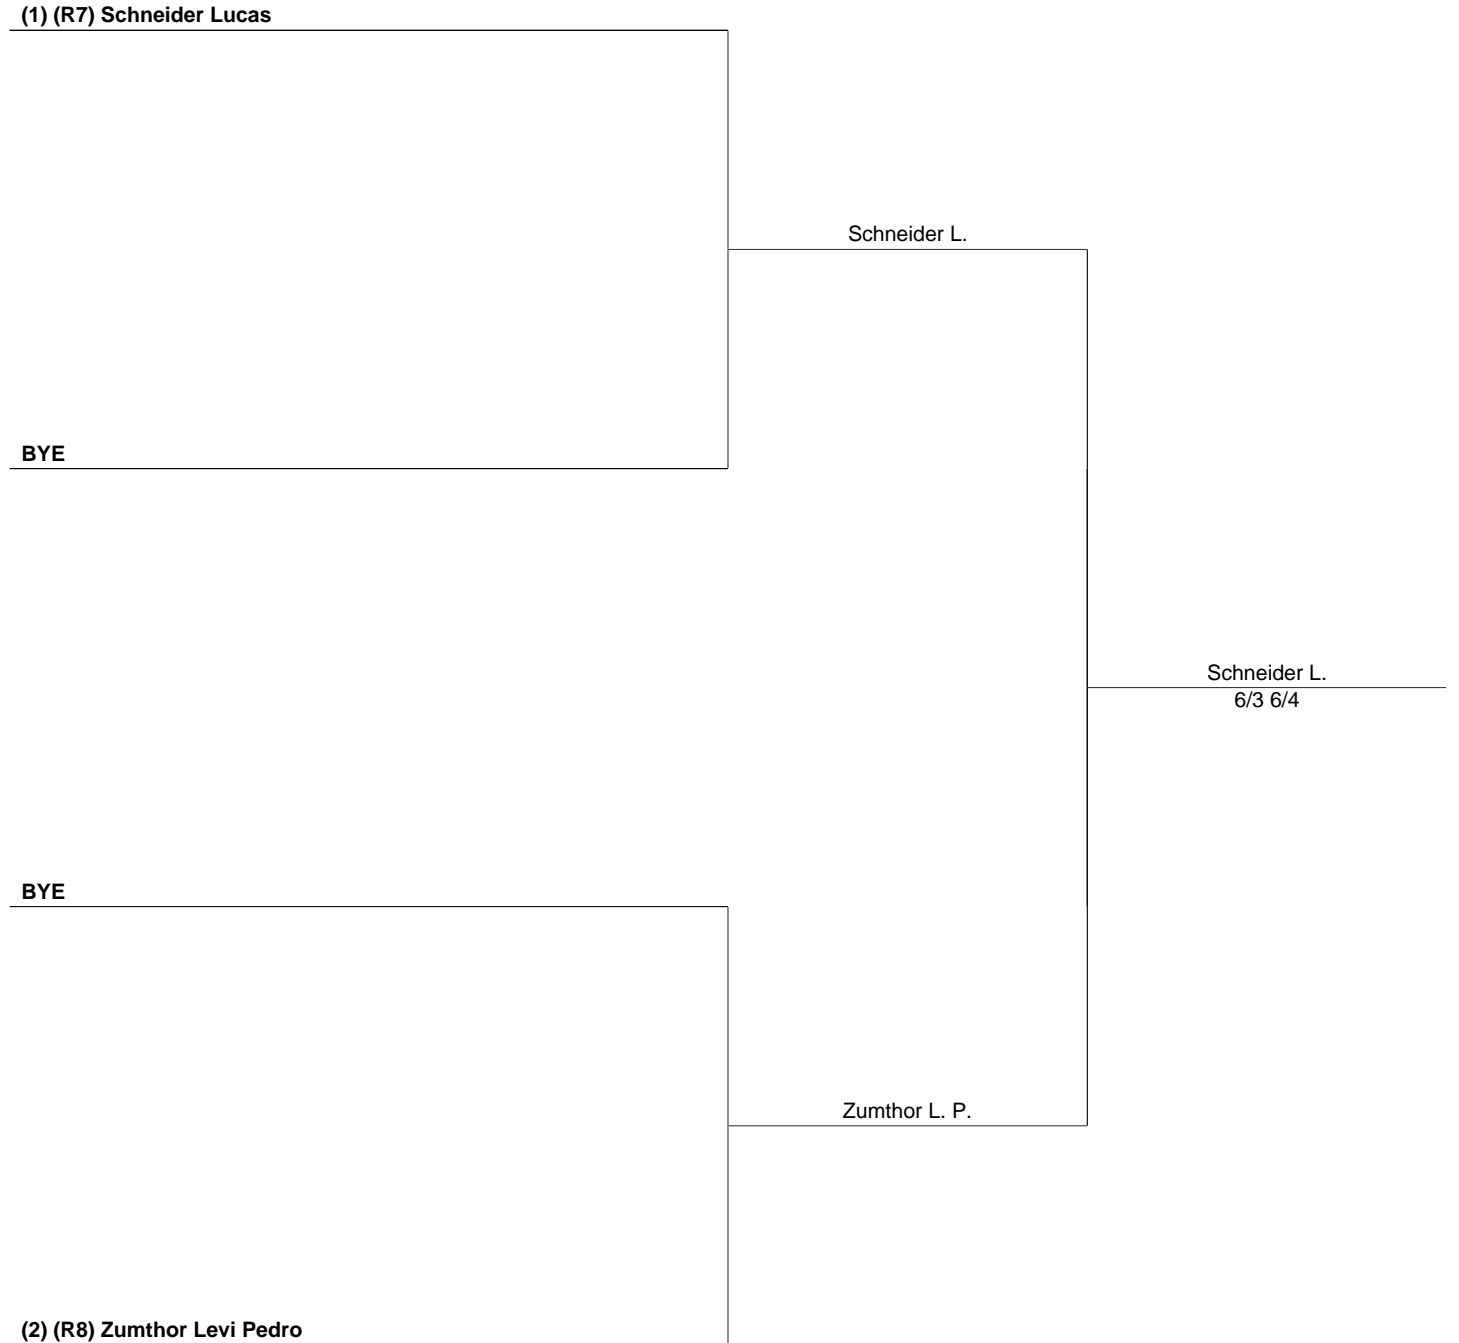 (1) (R7) Schneider Lucas
Schneider L.
BYE
Schneider L.
6/3 6/4
BYE
Zumthor L. P.
(2) (R8) Zumthor Levi Pedro